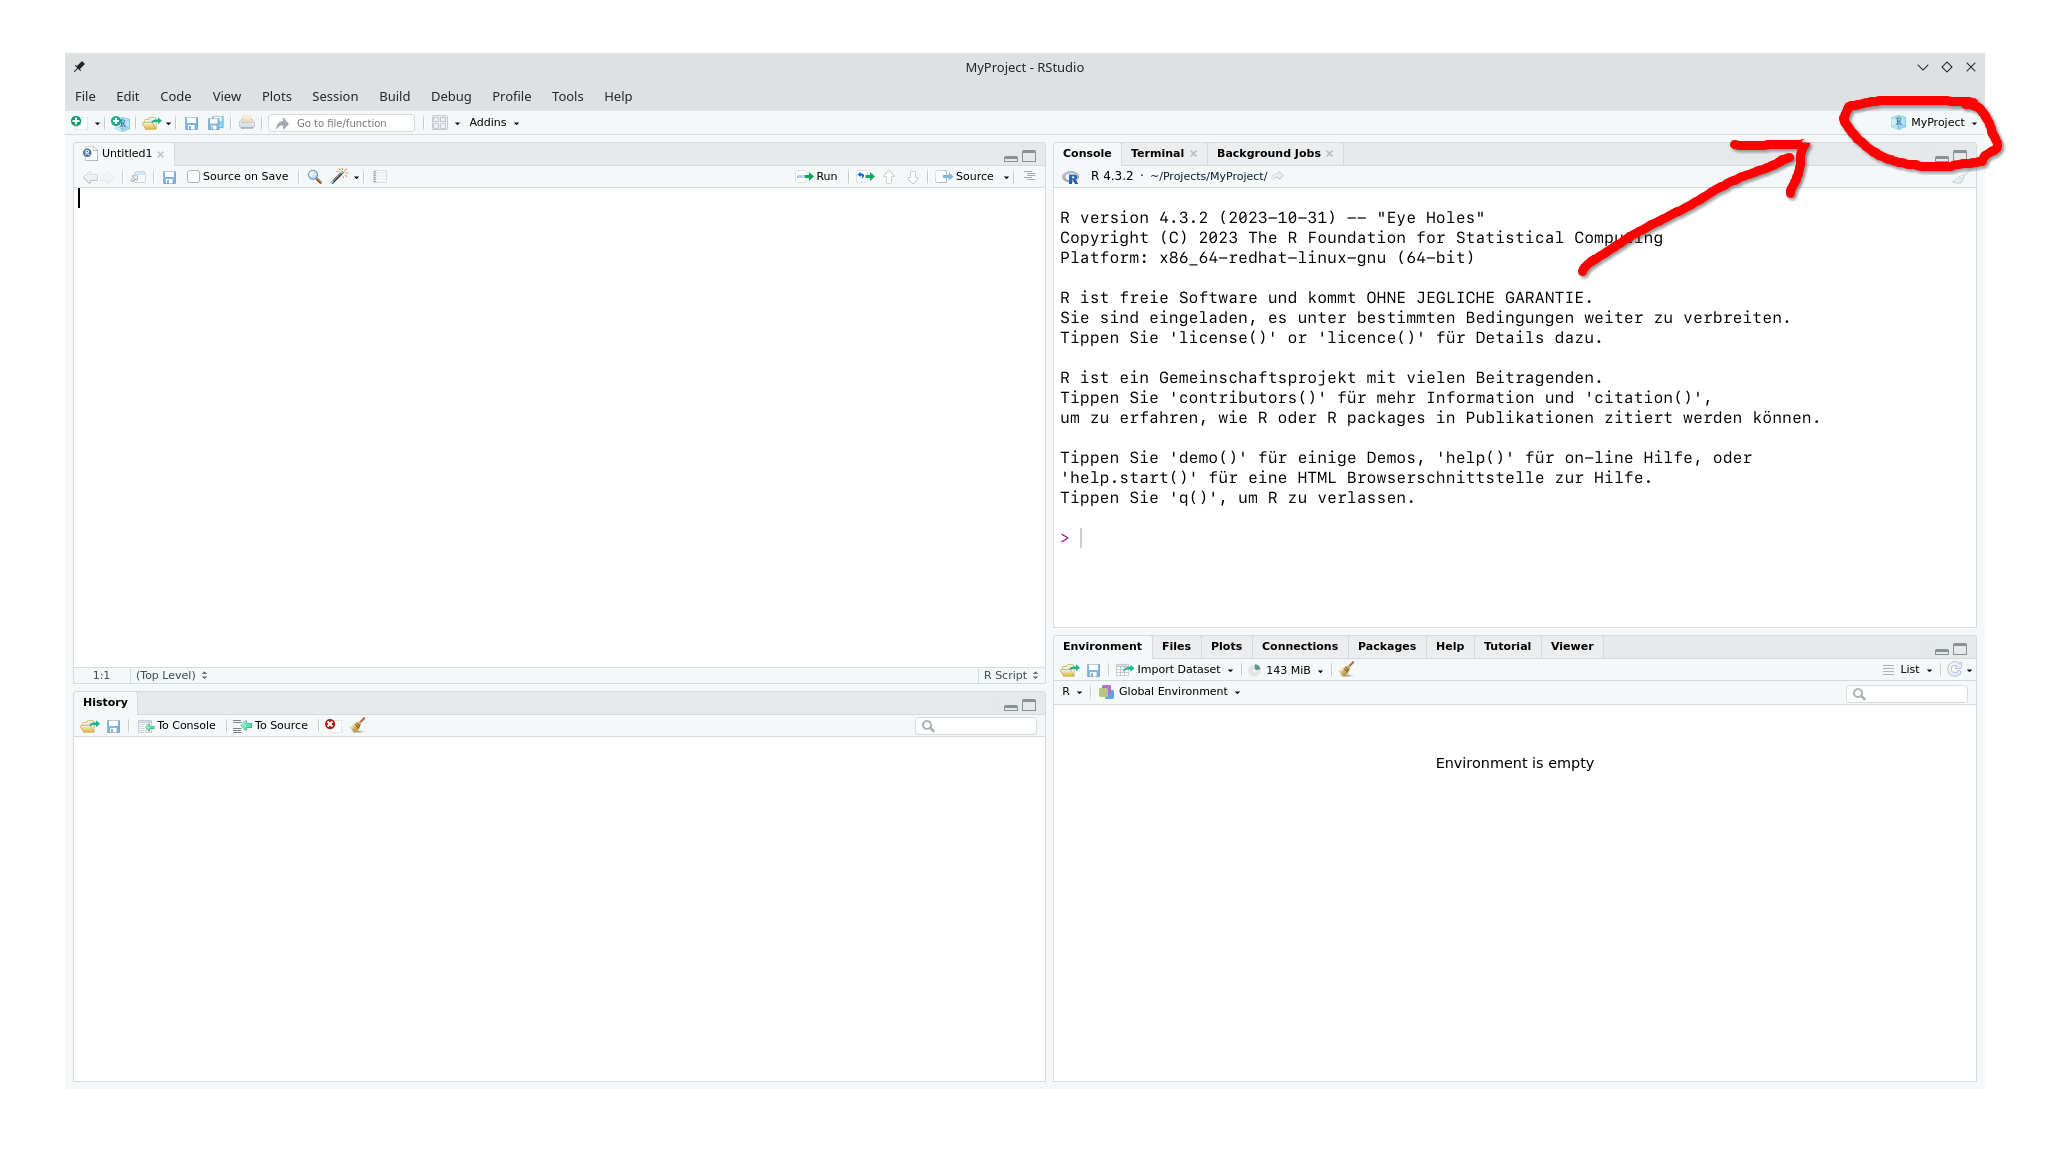 MyProject - RStudio
File Edit Code View Plots Session Build Debug Profile Tools Help
Go to file/function Addins MyProject
Untitled1
Source on Save Run Source
1:1 (Top Level) R Script
History
To Console To Source
Console Terminal Background Jobs
R 4.3.2 · ~/Projects/MyProject/
R version 4.3.2 (2023-10-31) -- "Eye Holes"
Copyright (C) 2023 The R Foundation for Statistical Computing
Platform: x86_64-redhat-linux-gnu (64-bit)
R ist freie Software und kommt OHNE JEGLICHE GARANTIE.
Sie sind eingeladen, es unter bestimmten Bedingungen weiter zu verbreiten.
Tippen Sie 'license()' or 'licence()' für Details dazu.
R ist ein Gemeinschaftsprojekt mit vielen Beitragenden.
Tippen Sie 'contributors()' für mehr Information und 'citation()',
um zu erfahren, wie R oder R packages in Publikationen zitiert werden können.
Tippen Sie 'demo()' für einige Demos, 'help()' für on-line Hilfe, oder
'help.start()' für eine HTML Browserschnittstelle zur Hilfe.
Tippen Sie 'q()', um R zu verlassen.
>
Environment Files Plots Connections Packages Help Tutorial Viewer
Import Dataset 143 MiB List
R Global Environment
Environment is empty